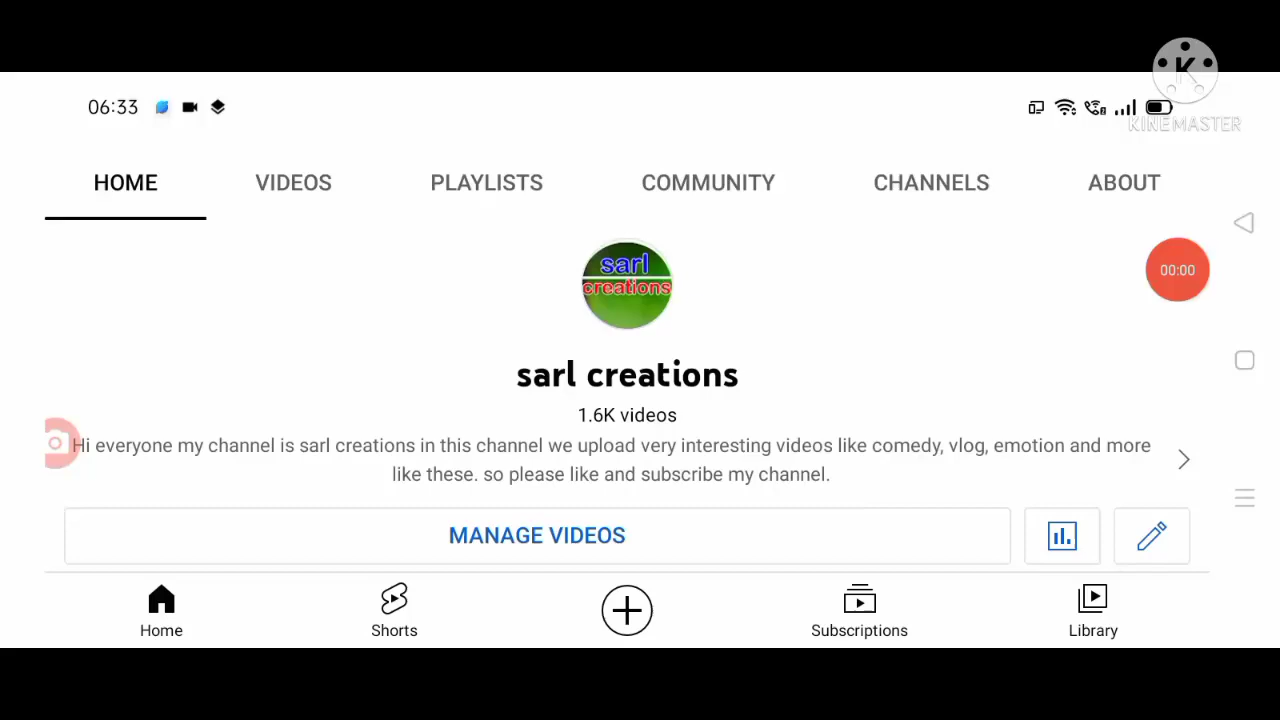 K
KINEMASTER
06:33
HOME VIDEOS PLAYLISTS COMMUNITY CHANNELS ABOUT
sarl
creations
00:00
sarl creations
1.6K videos
Hi everyone my channel is sarl creations in this channel we upload very interesting videos like comedy, vlog, emotion and more
like these. so please like and subscribe my channel.
MANAGE VIDEOS
Home Shorts Subscriptions Library